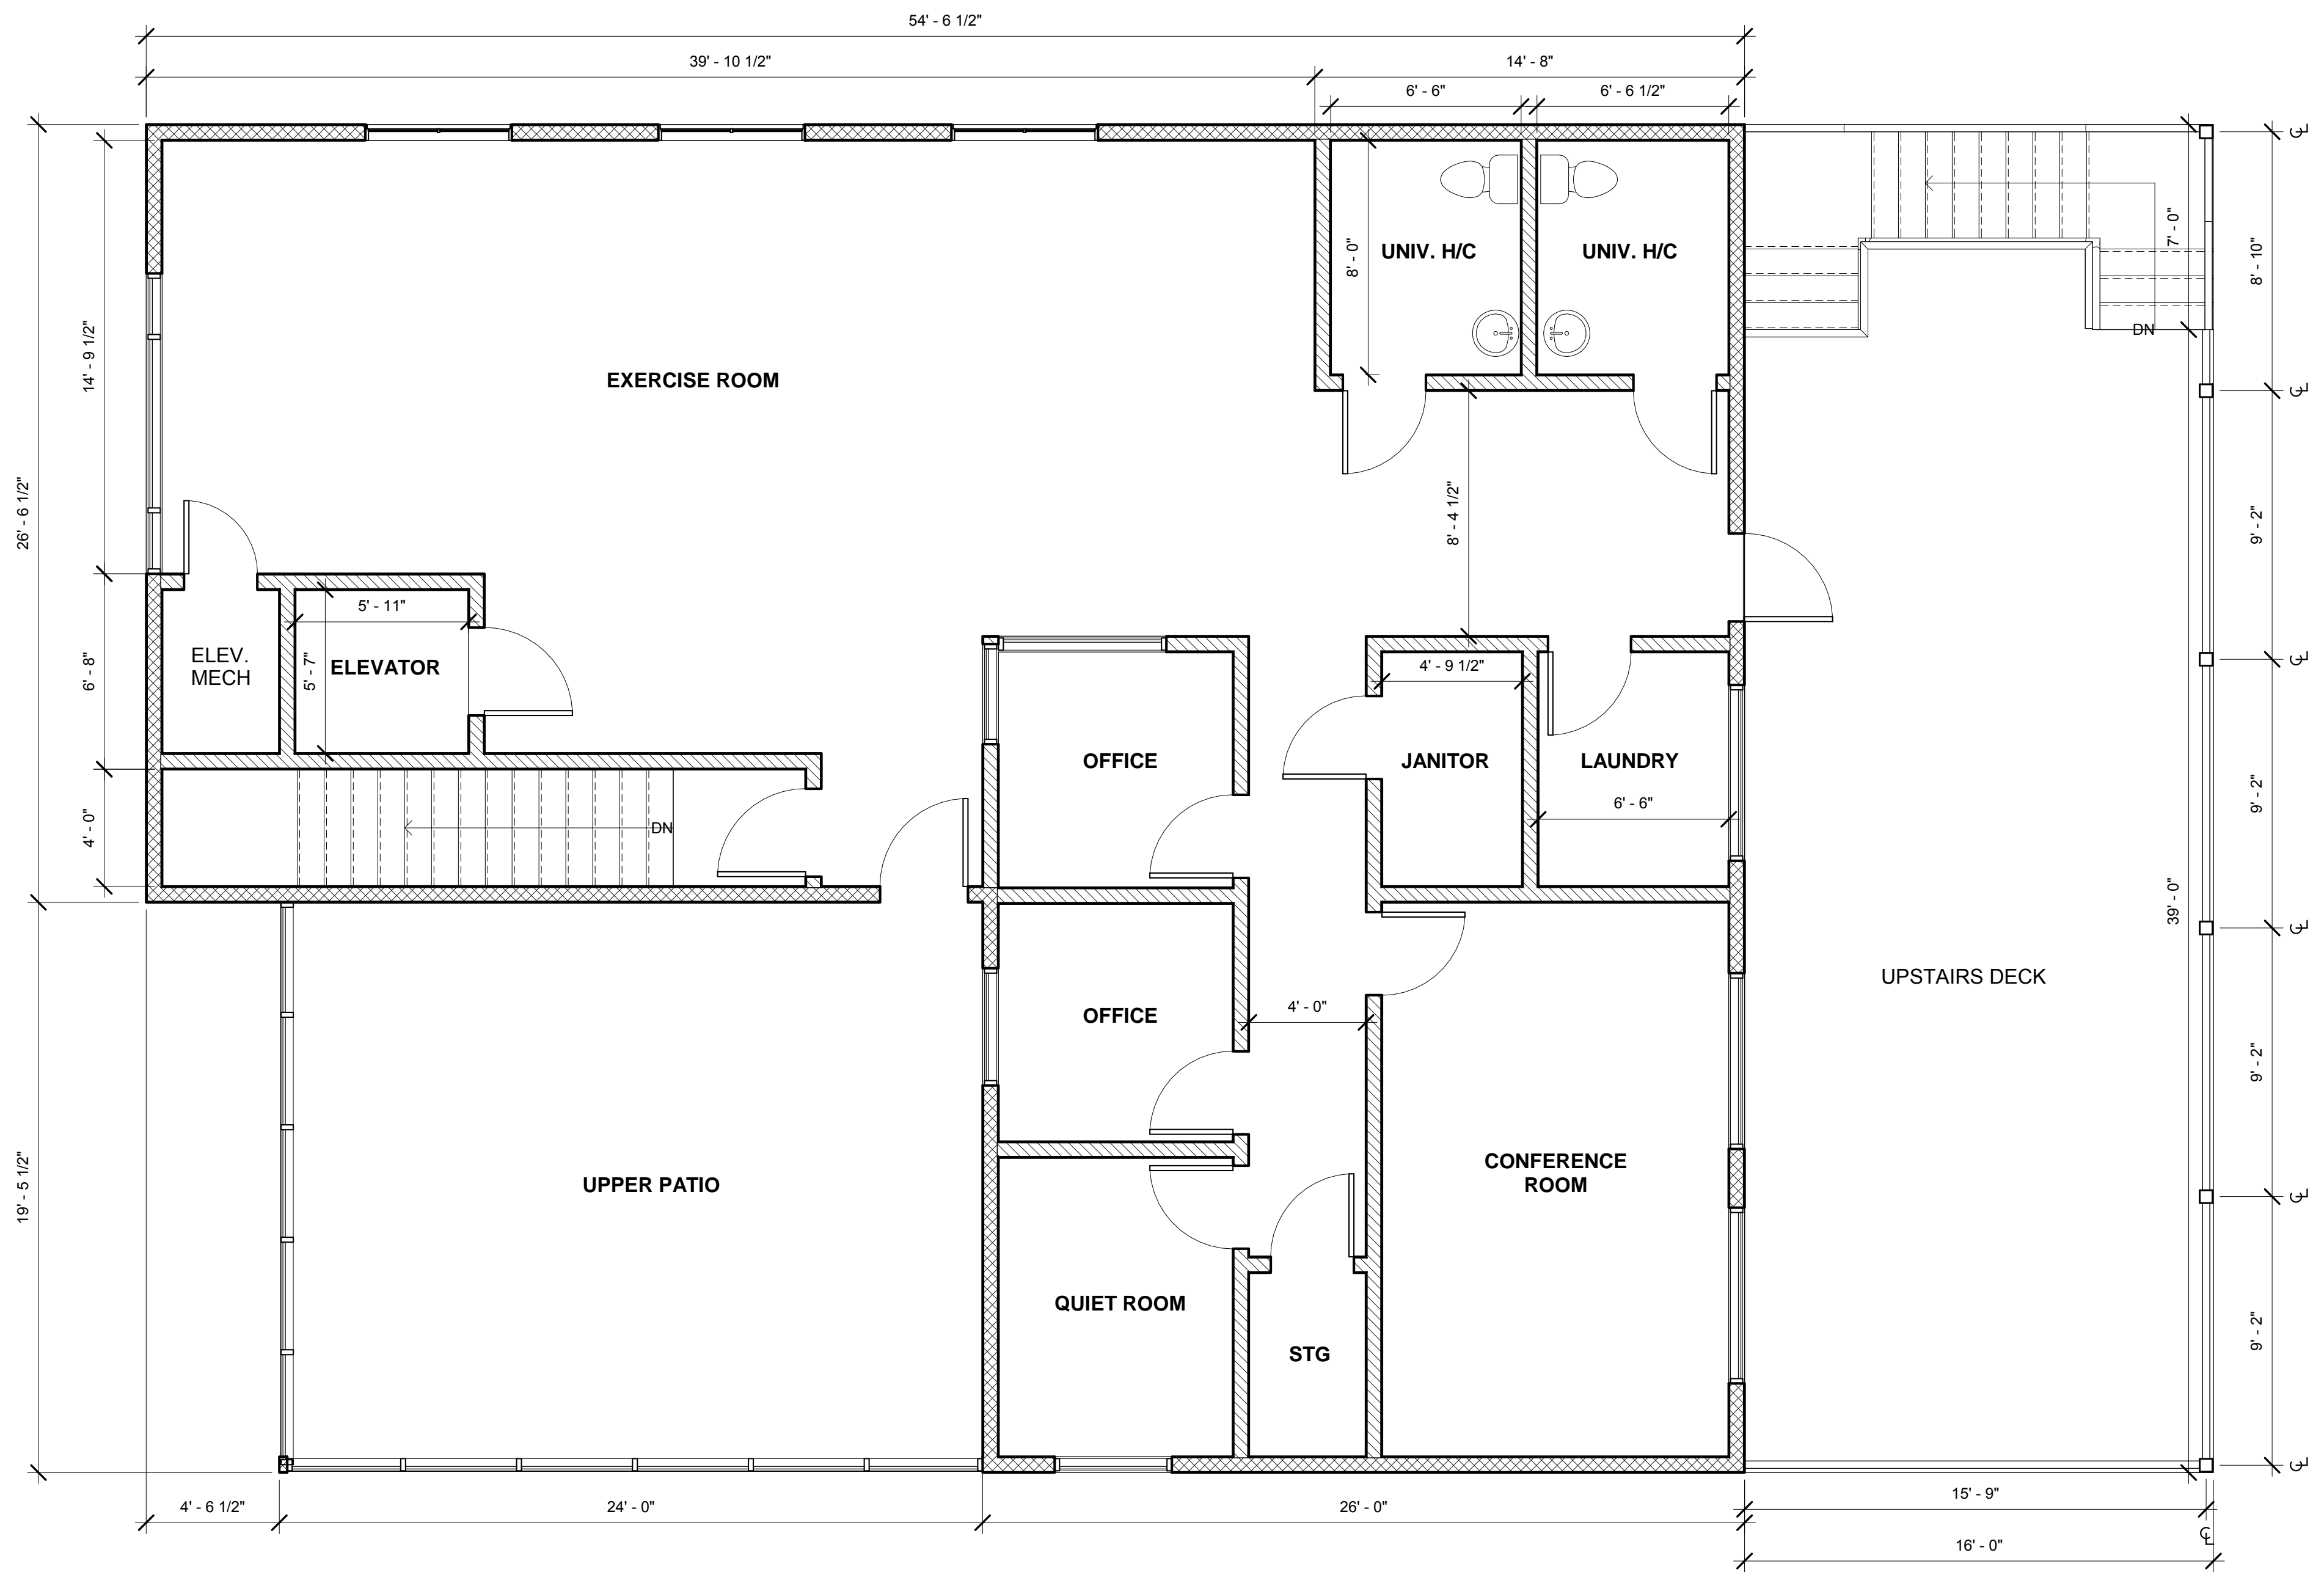 54' - 6 1/2"
39' - 10 1/2"
14' - 8"
6' - 6"
6' - 6 1/2"
7' - 0"
8' - 10"
8' - 0"
UNIV. H/C
UNIV. H/C
DN
14' - 9 1/2"
EXERCISE ROOM
26' - 6 1/2"
8' - 4 1/2"
9' - 2"
5' - 11"
ELEV.
MECH
5' - 7"
ELEVATOR
6' - 8"
4' - 9 1/2"
OFFICE
JANITOR
LAUNDRY
6' - 6"
9' - 2"
4' - 0"
DN
39' - 0"
UPSTAIRS DECK
OFFICE
4' - 0"
9' - 2"
19' - 5 1/2"
UPPER PATIO
CONFERENCE
ROOM
QUIET ROOM
STG
9' - 2"
4' - 6 1/2"
24' - 0"
26' - 0"
15' - 9"
16' - 0"